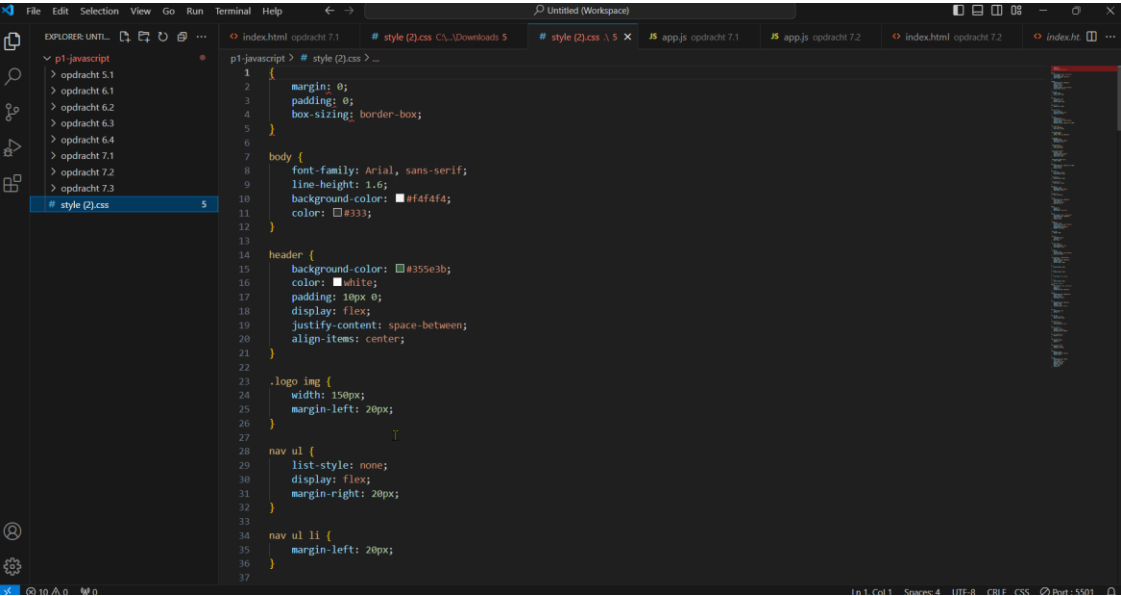 File Edit Selection View Go Run Terminal Help Untitled (Workspace)
EXPLORER: UNTI... index.html opdracht 7.1 # style (2).css C:\...\Downloads 5 # style (2).css .\ 5 JS app.js opdracht 7.1 JS app.js opdracht 7.2 index.html opdracht 7.2 index.ht
p1-javascript
opdracht 5.1
opdracht 6.1
opdracht 6.2
opdracht 6.3
opdracht 6.4
opdracht 7.1
opdracht 7.2
opdracht 7.3
# style (2).css 5
p1-javascript > # style (2).css > ...
1 {
2 margin: 0;
3 padding: 0;
4 box-sizing: border-box;
5 }
6
7 body {
8 font-family: Arial, sans-serif;
9 line-height: 1.6;
10 background-color: #f4f4f4;
11 color: #333;
12 }
13
14 header {
15 background-color: #355e3b;
16 color: white;
17 padding: 10px 0;
18 display: flex;
19 justify-content: space-between;
20 align-items: center;
21 }
22
23 .logo img {
24 width: 150px;
25 margin-left: 20px;
26 }
27
28 nav ul {
29 list-style: none;
30 display: flex;
31 margin-right: 20px;
32 }
33
34 nav ul li {
35 margin-left: 20px;
36 }
37
10 0 0 Ln 1, Col 1 Spaces: 4 UTF-8 CRLF CSS Port : 5501